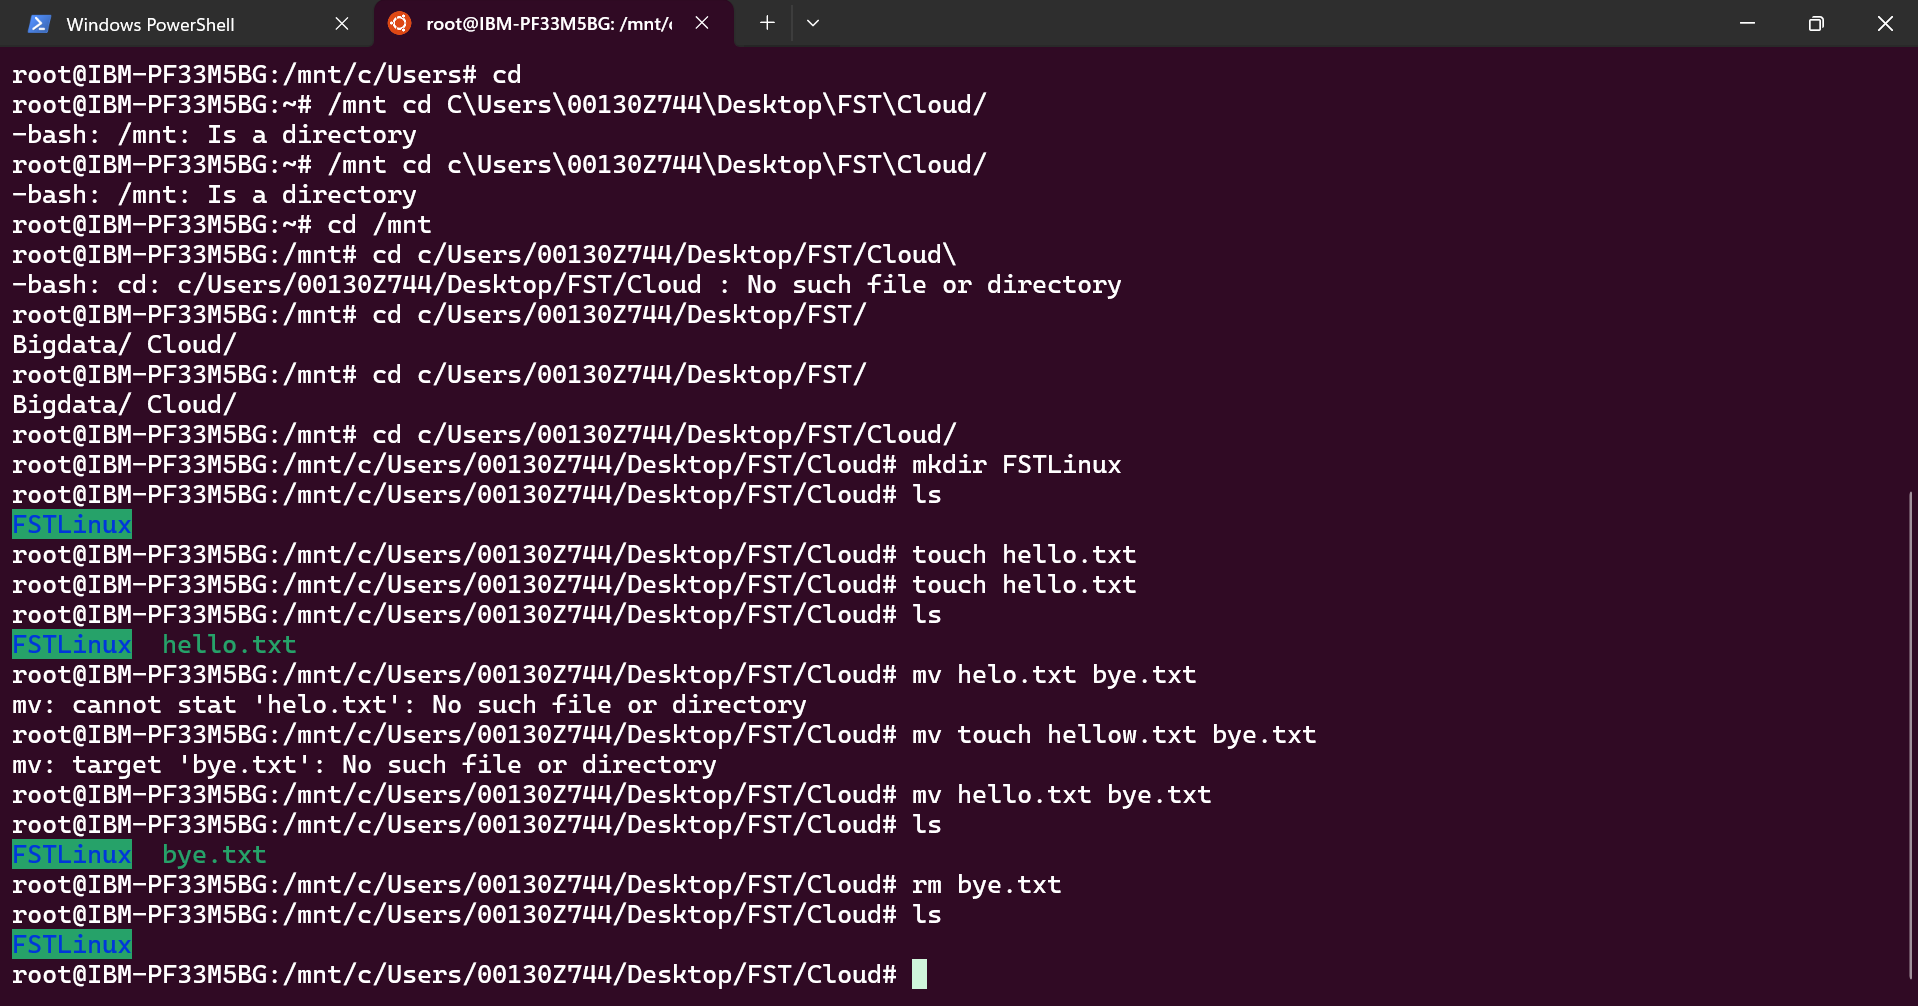 Windows PowerShell
root@IBM-PF33M5BG: /mnt/c
root@IBM-PF33M5BG:/mnt/c/Users# cd
root@IBM-PF33M5BG:~# /mnt cd C\Users\00130Z744\Desktop\FST\Cloud/
-bash: /mnt: Is a directory
root@IBM-PF33M5BG:~# /mnt cd c\Users\00130Z744\Desktop\FST\Cloud/
-bash: /mnt: Is a directory
root@IBM-PF33M5BG:~# cd /mnt
root@IBM-PF33M5BG:/mnt# cd c/Users/00130Z744/Desktop/FST/Cloud\
-bash: cd: c/Users/00130Z744/Desktop/FST/Cloud : No such file or directory
root@IBM-PF33M5BG:/mnt# cd c/Users/00130Z744/Desktop/FST/
Bigdata/ Cloud/
root@IBM-PF33M5BG:/mnt# cd c/Users/00130Z744/Desktop/FST/
Bigdata/ Cloud/
root@IBM-PF33M5BG:/mnt# cd c/Users/00130Z744/Desktop/FST/Cloud/
root@IBM-PF33M5BG:/mnt/c/Users/00130Z744/Desktop/FST/Cloud# mkdir FSTLinux
root@IBM-PF33M5BG:/mnt/c/Users/00130Z744/Desktop/FST/Cloud# ls
FSTLinux
root@IBM-PF33M5BG:/mnt/c/Users/00130Z744/Desktop/FST/Cloud# touch hello.txt
root@IBM-PF33M5BG:/mnt/c/Users/00130Z744/Desktop/FST/Cloud# touch hello.txt
root@IBM-PF33M5BG:/mnt/c/Users/00130Z744/Desktop/FST/Cloud# ls
FSTLinux  hello.txt
root@IBM-PF33M5BG:/mnt/c/Users/00130Z744/Desktop/FST/Cloud# mv helo.txt bye.txt
mv: cannot stat 'helo.txt': No such file or directory
root@IBM-PF33M5BG:/mnt/c/Users/00130Z744/Desktop/FST/Cloud# mv touch hellow.txt bye.txt
mv: target 'bye.txt': No such file or directory
root@IBM-PF33M5BG:/mnt/c/Users/00130Z744/Desktop/FST/Cloud# mv hello.txt bye.txt
root@IBM-PF33M5BG:/mnt/c/Users/00130Z744/Desktop/FST/Cloud# ls
FSTLinux  bye.txt
root@IBM-PF33M5BG:/mnt/c/Users/00130Z744/Desktop/FST/Cloud# rm bye.txt
root@IBM-PF33M5BG:/mnt/c/Users/00130Z744/Desktop/FST/Cloud# ls
FSTLinux
root@IBM-PF33M5BG:/mnt/c/Users/00130Z744/Desktop/FST/Cloud#